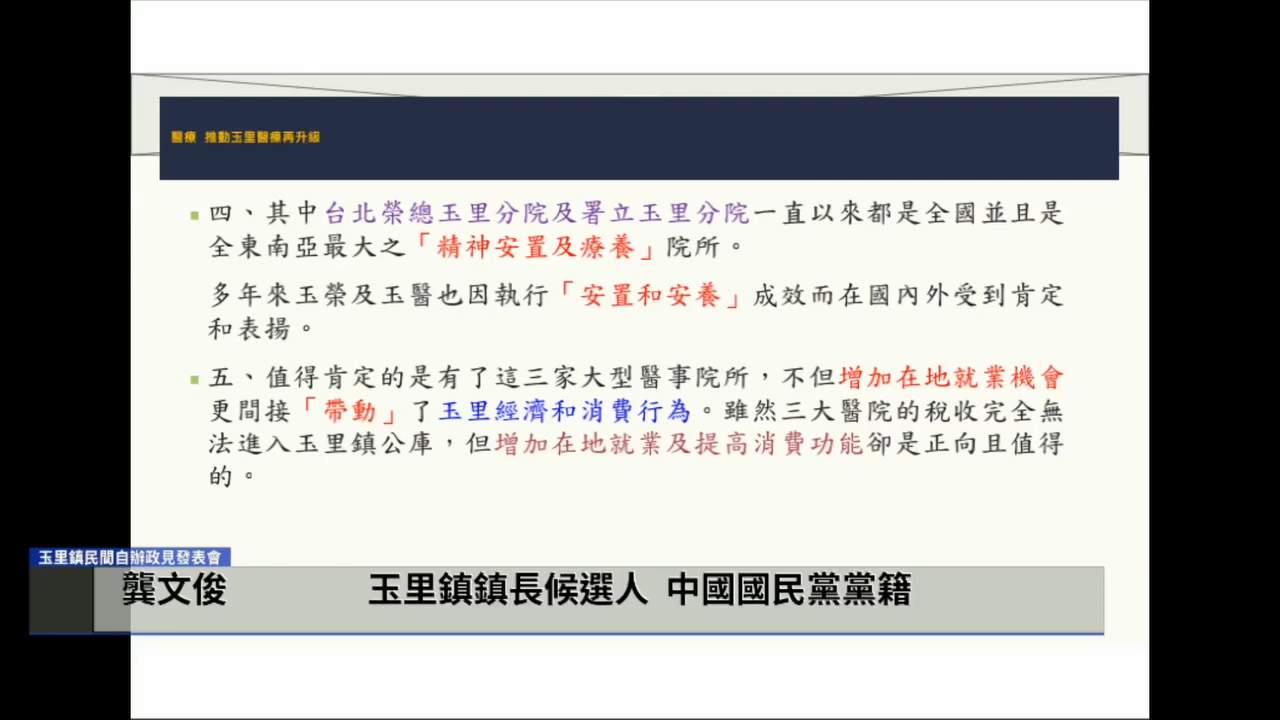 醫療 推動玉里醫療再升級
四、其中台北榮總玉里分院及署立玉里分院一直以來都是全國並且是
全東南亞最大之「精神安置及療養」院所。
多年來玉榮及玉醫也因執行「安置和安養」成效而在國內外受到肯定
和表揚。
五、值得肯定的是有了這三家大型醫事院所，不但增加在地就業機會
更間接「帶動」了玉里經濟和消費行為。雖然三大醫院的稅收完全無
法進入玉里鎮公庫，但增加在地就業及提高消費功能卻是正向且值得
的。
玉里鎮民間自辦政見發表會
龔文俊 玉里鎮鎮長候選人 中國國民黨黨籍